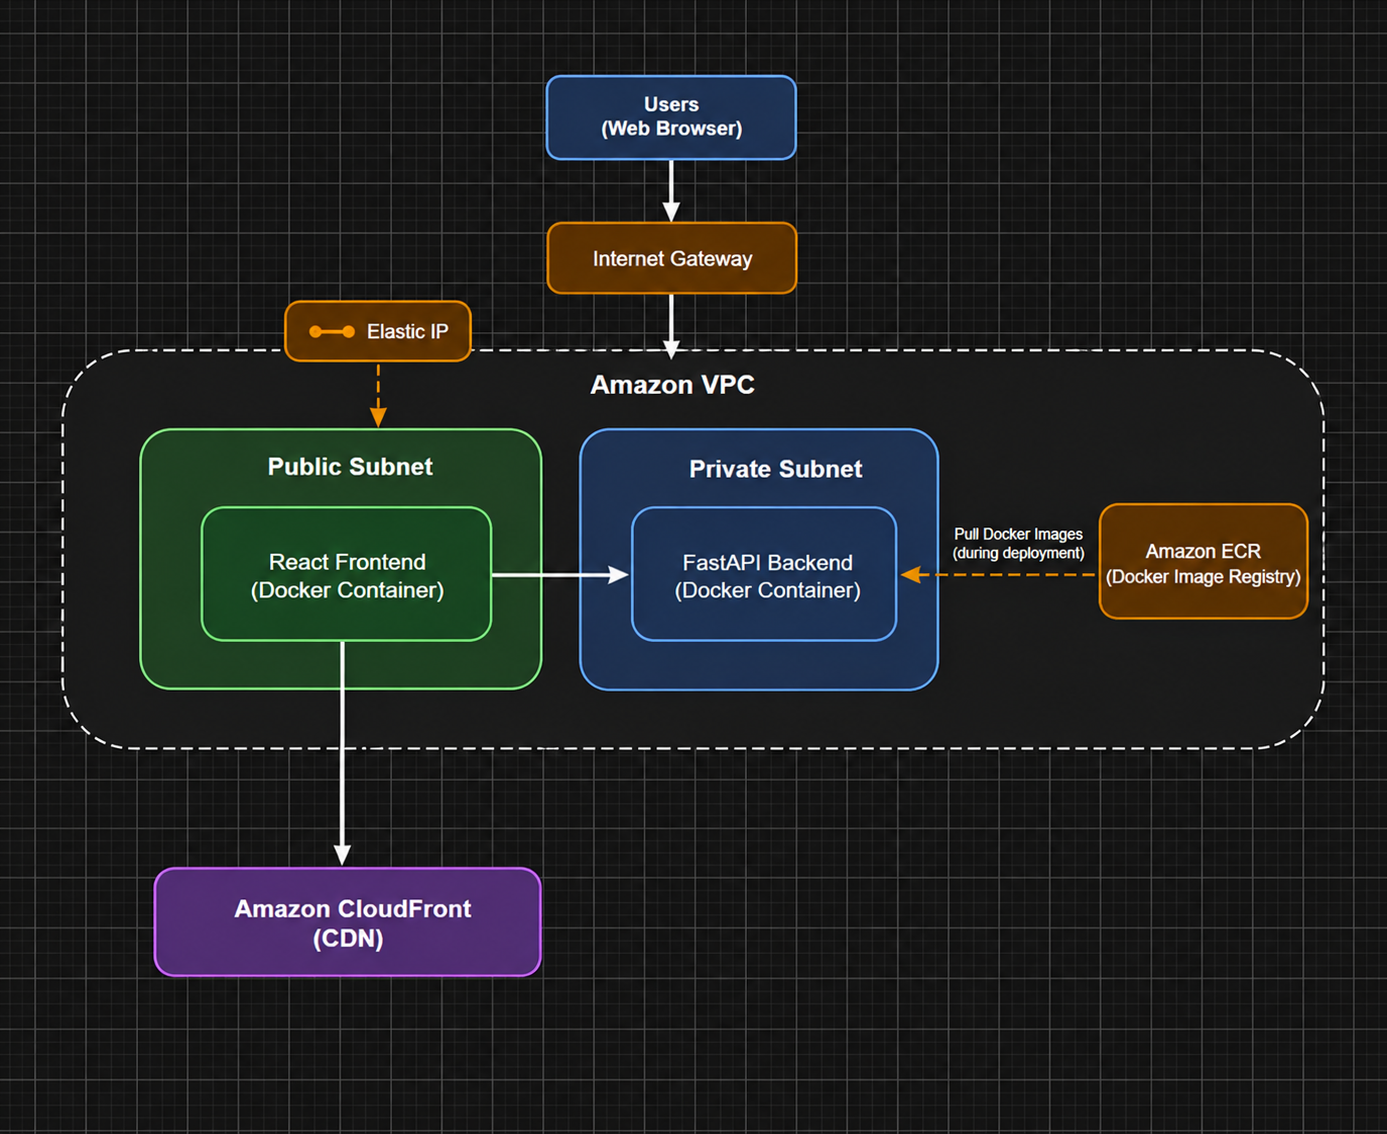 Users
(Web Browser)
Internet Gateway
Elastic IP
Amazon VPC
Public Subnet
Private Subnet
React Frontend
(Docker Container)
FastAPI Backend
(Docker Container)
Pull Docker Images
(during deployment)
Amazon ECR
(Docker Image Registry)
Amazon CloudFront
(CDN)